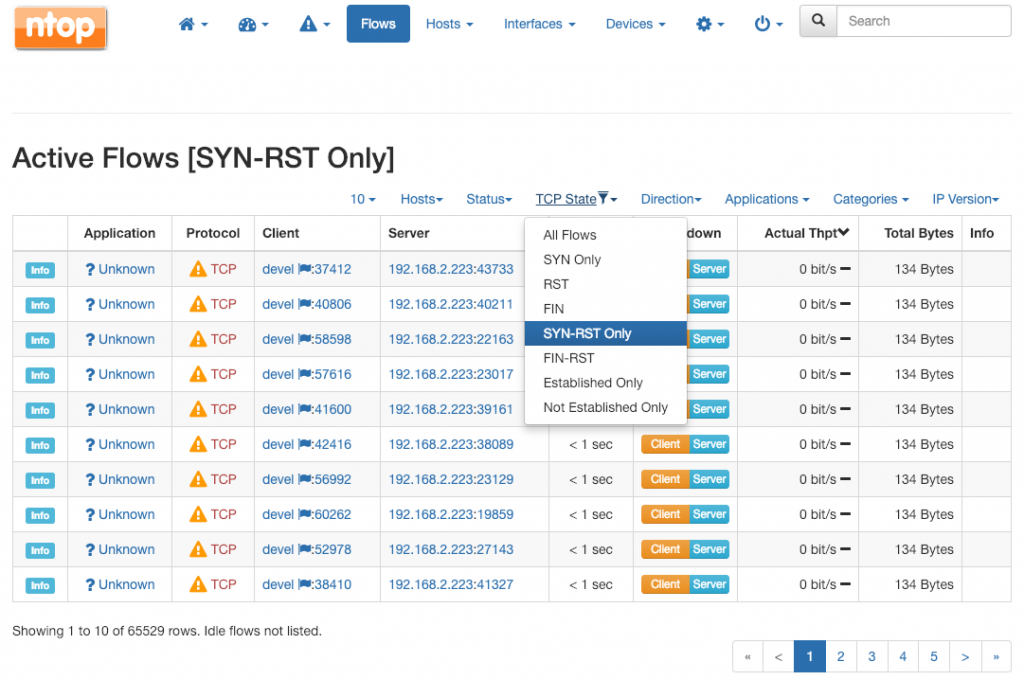 ntop Flows Hosts Interfaces Devices Search
Active Flows [SYN-RST Only]
10 Hosts Status TCP State Direction Applications Categories IP Version
All Flows
SYN Only
RST
FIN
SYN-RST Only
FIN-RST
Established Only
Not Established Only
Application Protocol Client Server down Actual Thpt Total Bytes Info
Info ? Unknown TCP devel :37412 192.168.2.223:43733 Server 0 bit/s 134 Bytes
Info ? Unknown TCP devel :40806 192.168.2.223:40211 Server 0 bit/s 134 Bytes
Info ? Unknown TCP devel :58598 192.168.2.223:22163 Server 0 bit/s 134 Bytes
Info ? Unknown TCP devel :57616 192.168.2.223:23017 Server 0 bit/s 134 Bytes
Info ? Unknown TCP devel :41600 192.168.2.223:39161 Server 0 bit/s 134 Bytes
Info ? Unknown TCP devel :42416 192.168.2.223:38089 < 1 sec Client Server 0 bit/s 134 Bytes
Info ? Unknown TCP devel :56992 192.168.2.223:23129 < 1 sec Client Server 0 bit/s 134 Bytes
Info ? Unknown TCP devel :60262 192.168.2.223:19859 < 1 sec Client Server 0 bit/s 134 Bytes
Info ? Unknown TCP devel :52978 192.168.2.223:27143 < 1 sec Client Server 0 bit/s 134 Bytes
Info ? Unknown TCP devel :38410 192.168.2.223:41327 < 1 sec Client Server 0 bit/s 134 Bytes
Showing 1 to 10 of 65529 rows. Idle flows not listed.
« < 1 2 3 4 5 > »